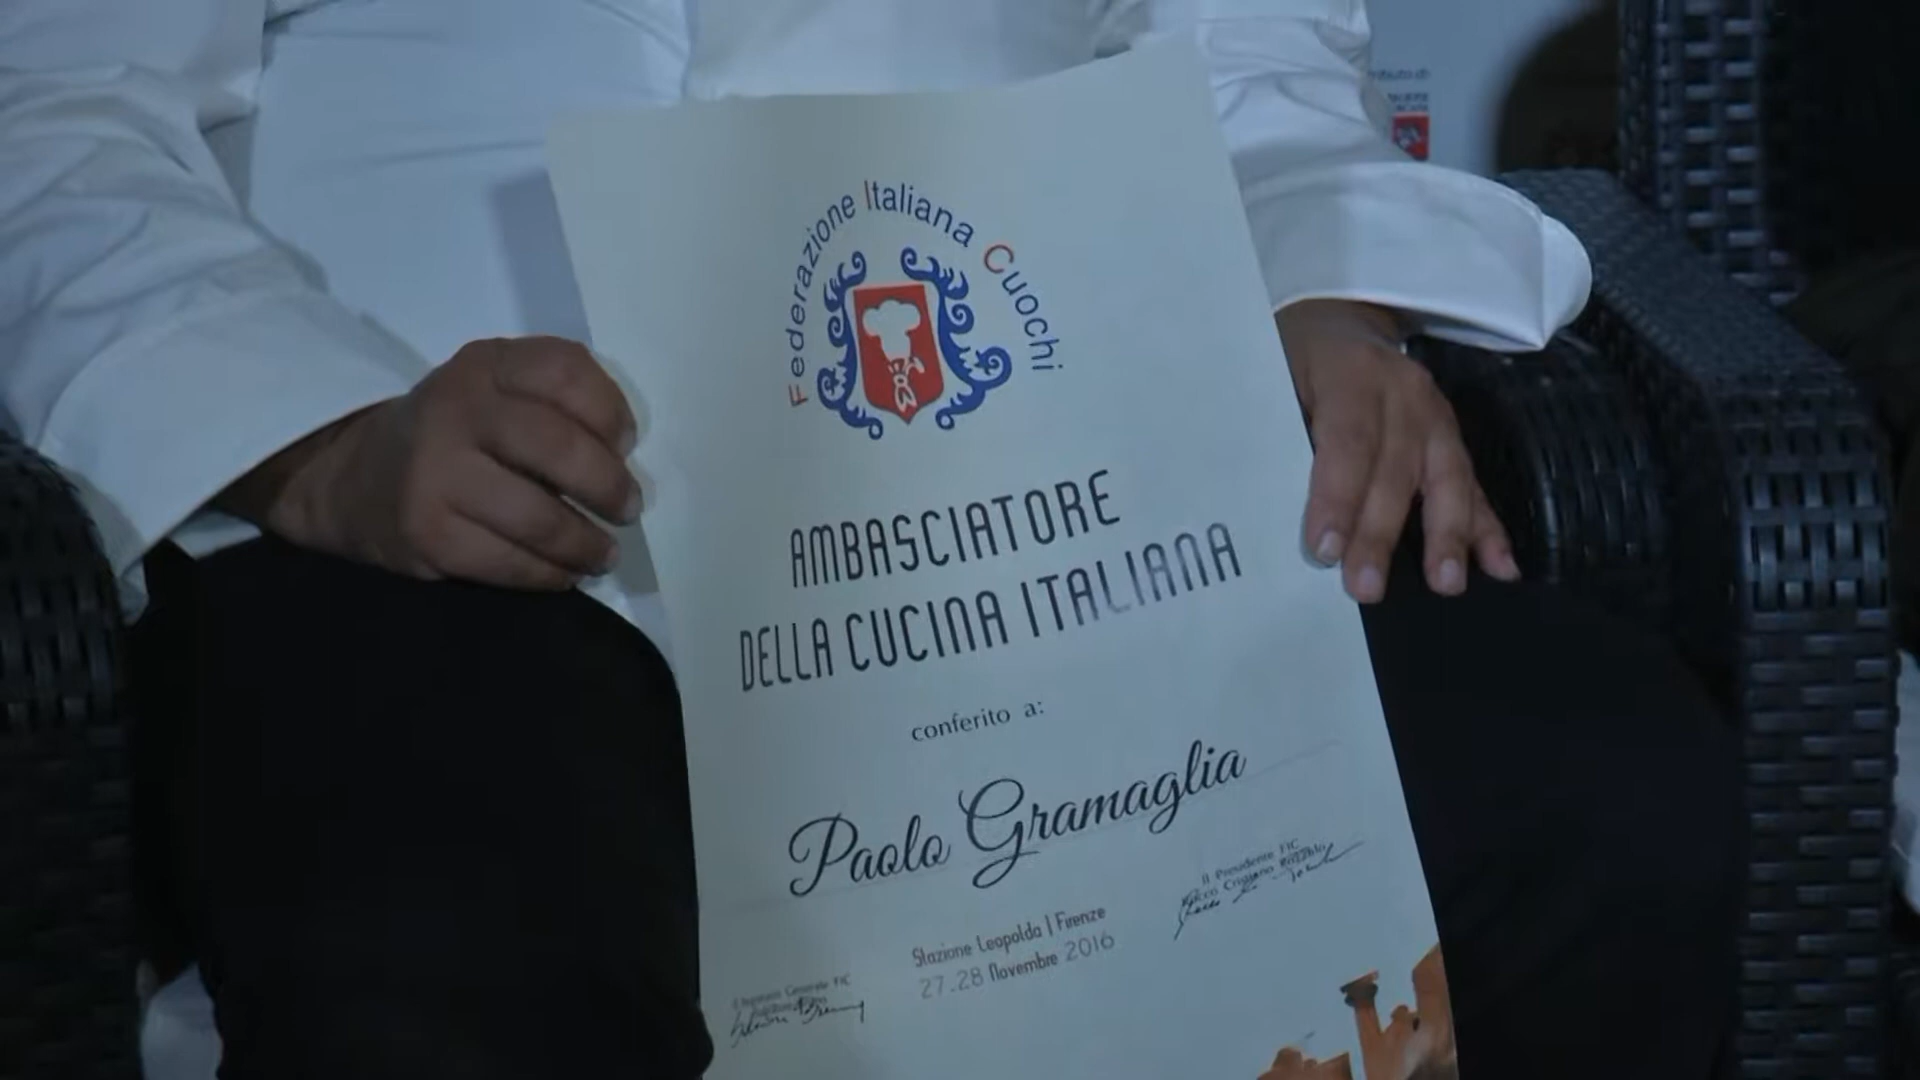 Federazione Italiana Cuochi
AMBASCIATORE
DELLA CUCINA ITALIANA
conferito a:
Paolo Gramaglia
Il Presidente FIC
Stazione Leopolda | Firenze
27-28 Novembre 2016